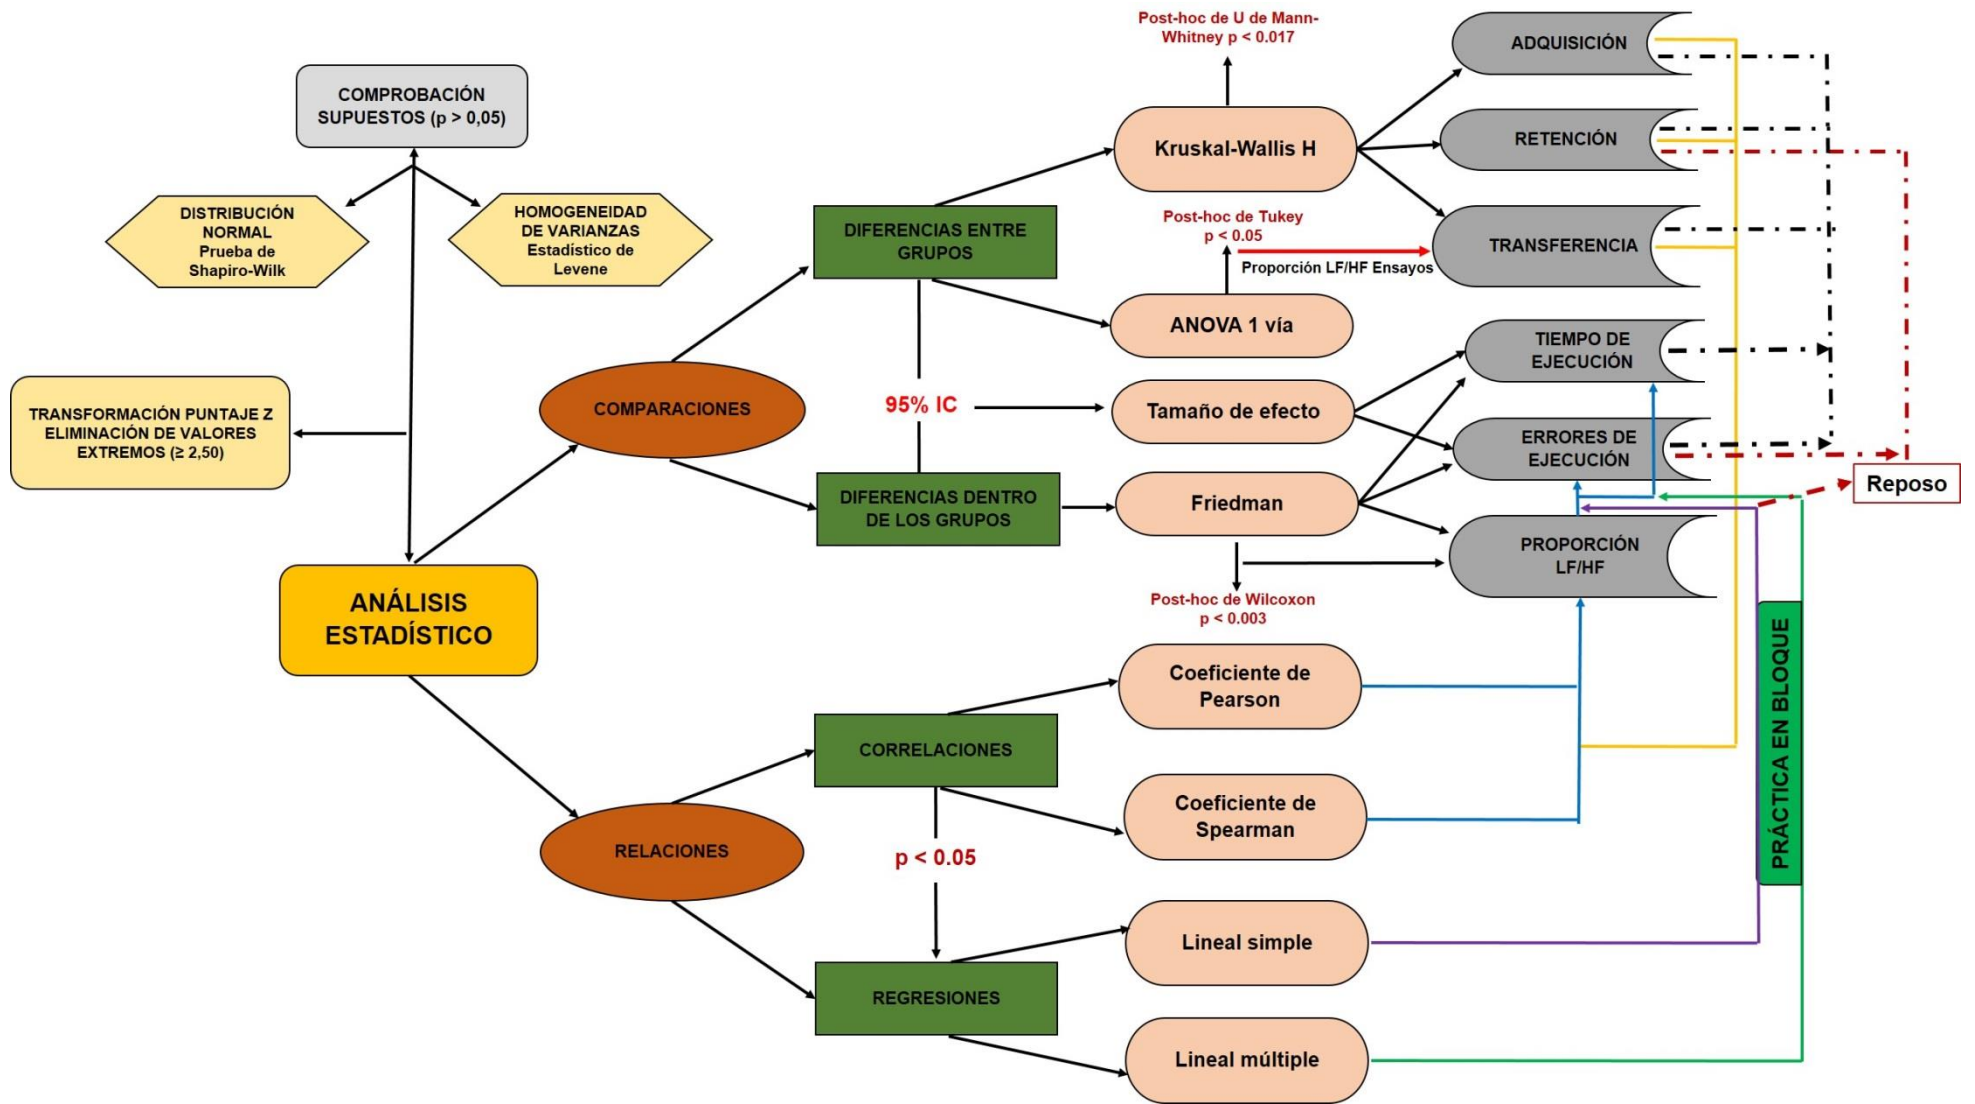 Post-hoc de U de Mann-
Whitney p < 0.017
ADQUISICIÓN
COMPROBACIÓN
SUPUESTOS (p > 0,05)
Kruskal-Wallis H
RETENCIÓN
DISTRIBUCIÓN
NORMAL
Prueba de
Shapiro-Wilk
HOMOGENEIDAD
DE VARIANZAS
Estadístico de
Levene
DIFERENCIAS ENTRE
GRUPOS
Post-hoc de Tukey
p < 0.05
Proporción LF/HF Ensayos
TRANSFERENCIA
ANOVA 1 vía
TIEMPO DE
EJECUCIÓN
TRANSFORMACIÓN PUNTAJE Z
ELIMINACIÓN DE VALORES
EXTREMOS (≥ 2,50)
COMPARACIONES
95% IC
Tamaño de efecto
ERRORES DE
EJECUCIÓN
DIFERENCIAS DENTRO
DE LOS GRUPOS
Friedman
Reposo
PROPORCIÓN
LF/HF
ANÁLISIS
ESTADÍSTICO
Post-hoc de Wilcoxon
p < 0.003
Coeficiente de
Pearson
PRÁCTICA EN BLOQUE
CORRELACIONES
Coeficiente de
Spearman
RELACIONES
p < 0.05
Lineal simple
REGRESIONES
Lineal múltiple